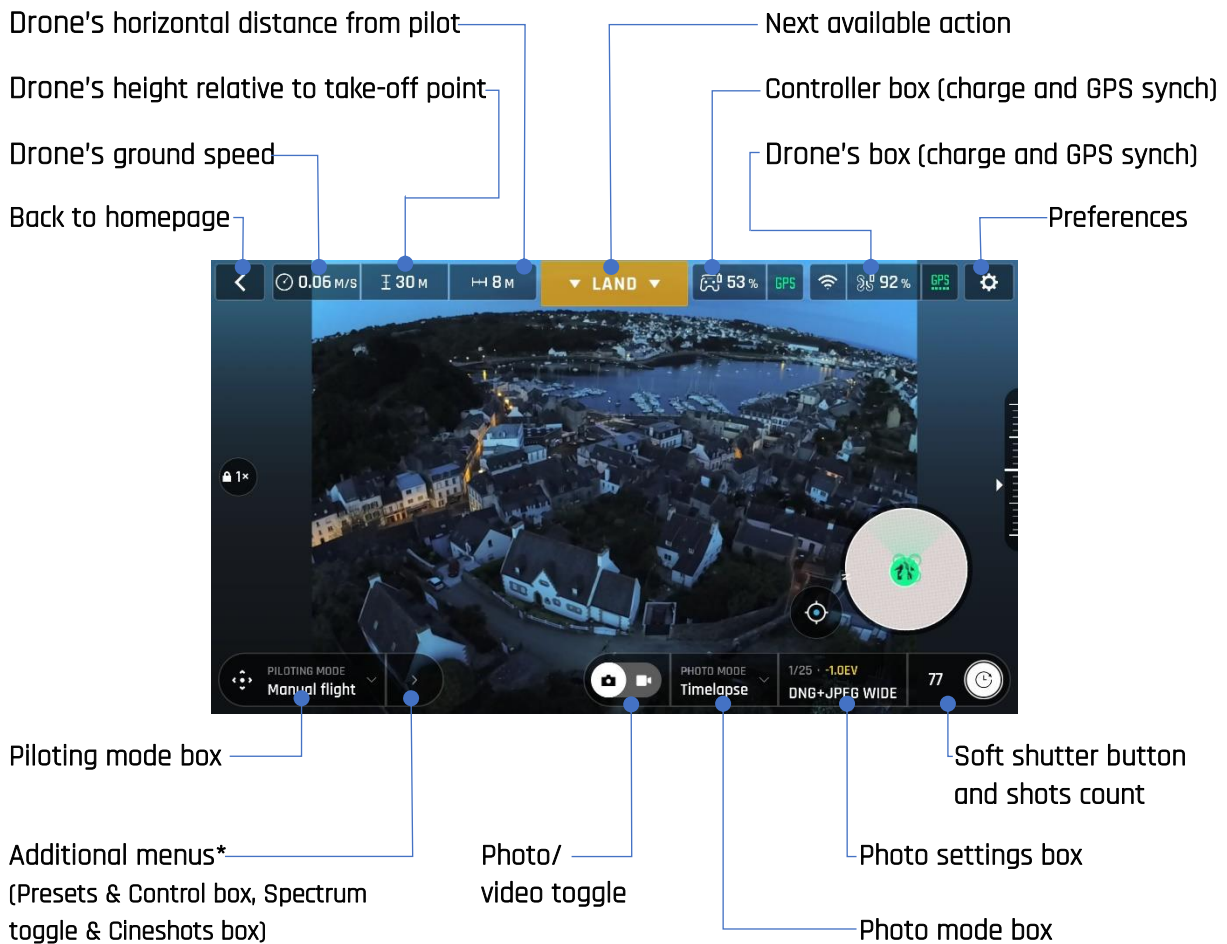 Drone's horizontal distance from pilot
Next available action
Drone's height relative to take-off point
Controller box (charge and GPS synch)
Drone's ground speed
Drone's box (charge and GPS synch)
Back to homepage
Preferences
0.06 M/S
30 M
8 M
LAND
53 %
GPS
92 %
GPS
1×
N
PILOTING MODE
Manual flight
PHOTO MODE
Timelapse
1/25 · -1.0EV
DNG+JPEG WIDE
77
Piloting mode box
Soft shutter button
and shots count
Additional menus*
(Presets & Control box, Spectrum
toggle & Cineshots box)
Photo/
video toggle
Photo settings box
Photo mode box